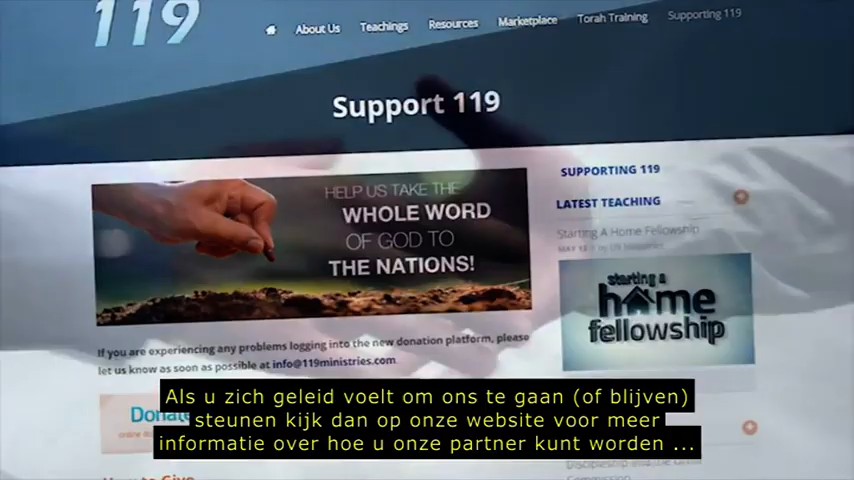 119
About Us
Teachings
Resources
Marketplace
Torah Training
Supporting 119
Support 119
HELP US TAKE THE
WHOLE WORD
OF GOD TO
THE NATIONS!
If you are experiencing any problems logging into the new donation platform, please
let us know as soon as possible at info@119ministries.com.
SUPPORTING 119
LATEST TEACHING
Starting A Home Fellowship
starting a
home
fellowship
Als u zich geleid voelt om ons te gaan (of blijven)
steunen kijk dan op onze website voor meer
informatie over hoe u onze partner kunt worden ...